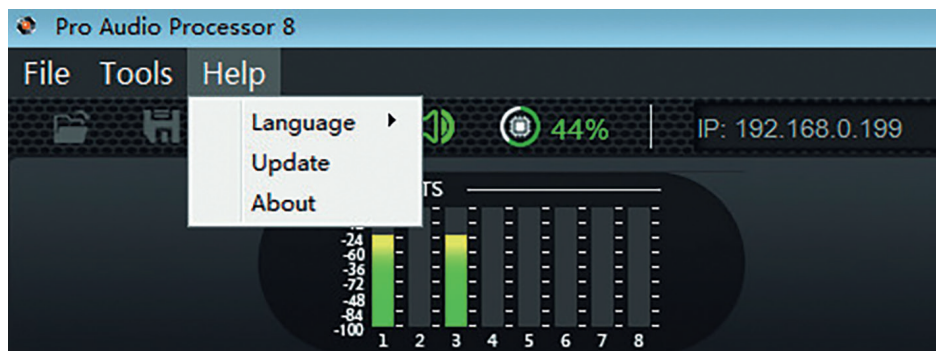 Pro Audio Processor 8
File Tools Help
Language
Update
About
44%
IP: 192.168.0.199
TS
-24
-60
-36
-72
-48
-84
-100
1 2 3 4 5 6 7 8